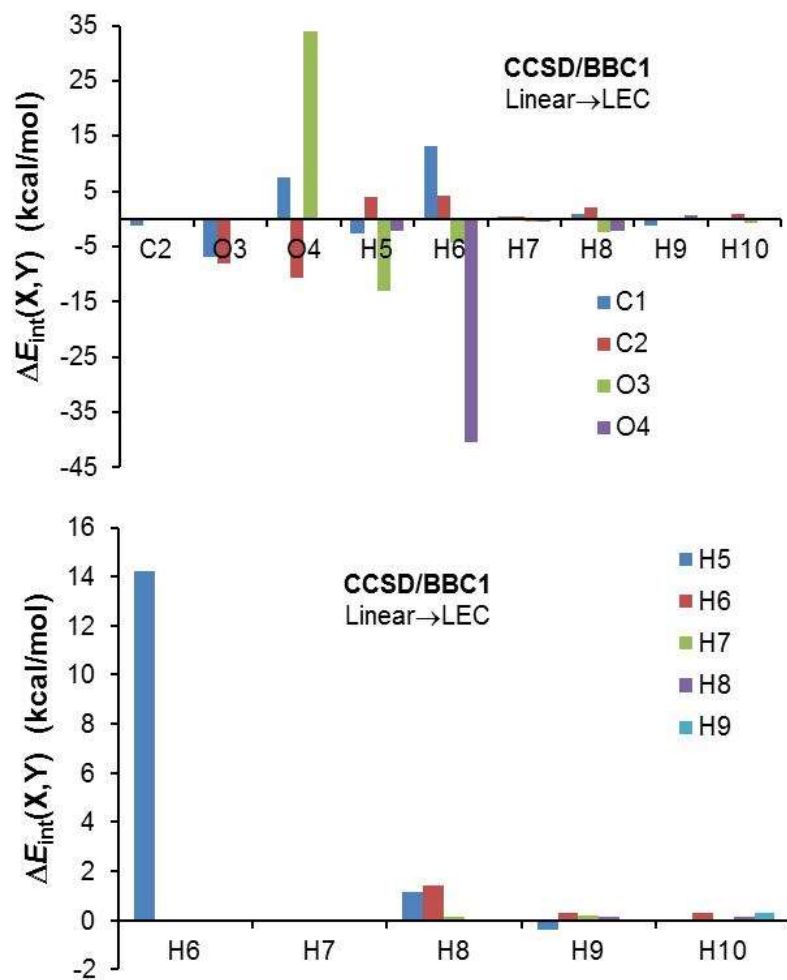 ΔEint(X,Y) (kcal/mol)
35
25
15
5
-5
-15
-25
-35
-45
CCSD/BBC1
Linear→LEC
C2 O3 O4 H5 H6 H7 H8 H9 H10
C1
C2
O3
O4
ΔEint(X,Y) (kcal/mol)
16
14
12
10
8
6
4
2
0
-2
CCSD/BBC1
Linear→LEC
H5
H6
H7
H8
H9
H6 H7 H8 H9 H10